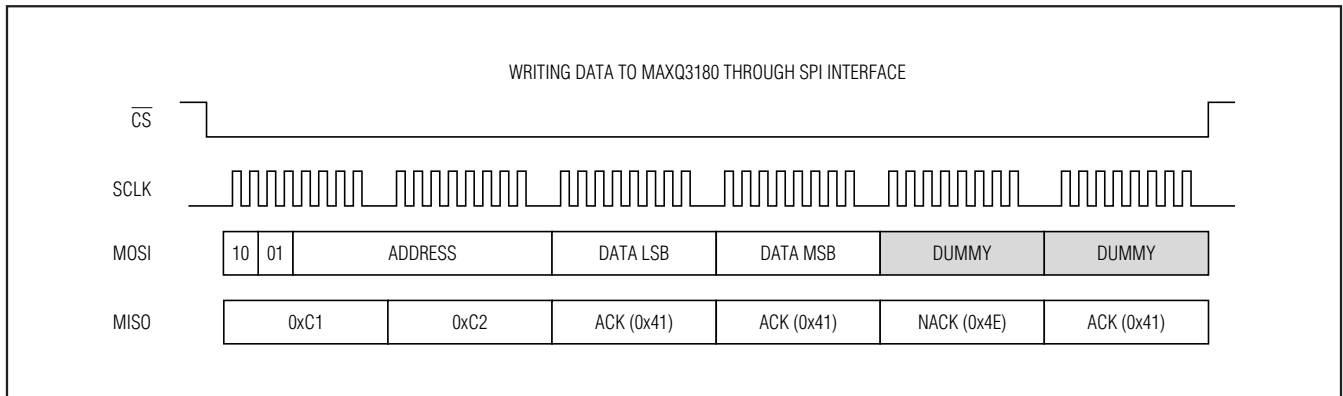 WRITING DATA TO MAXQ3180 THROUGH SPI INTERFACE
CS
SCLK
MOSI 10 01 ADDRESS DATA LSB DATA MSB DUMMY DUMMY
MISO 0xC1 0xC2 ACK (0x41) ACK (0x41) NACK (0x4E) ACK (0x41)